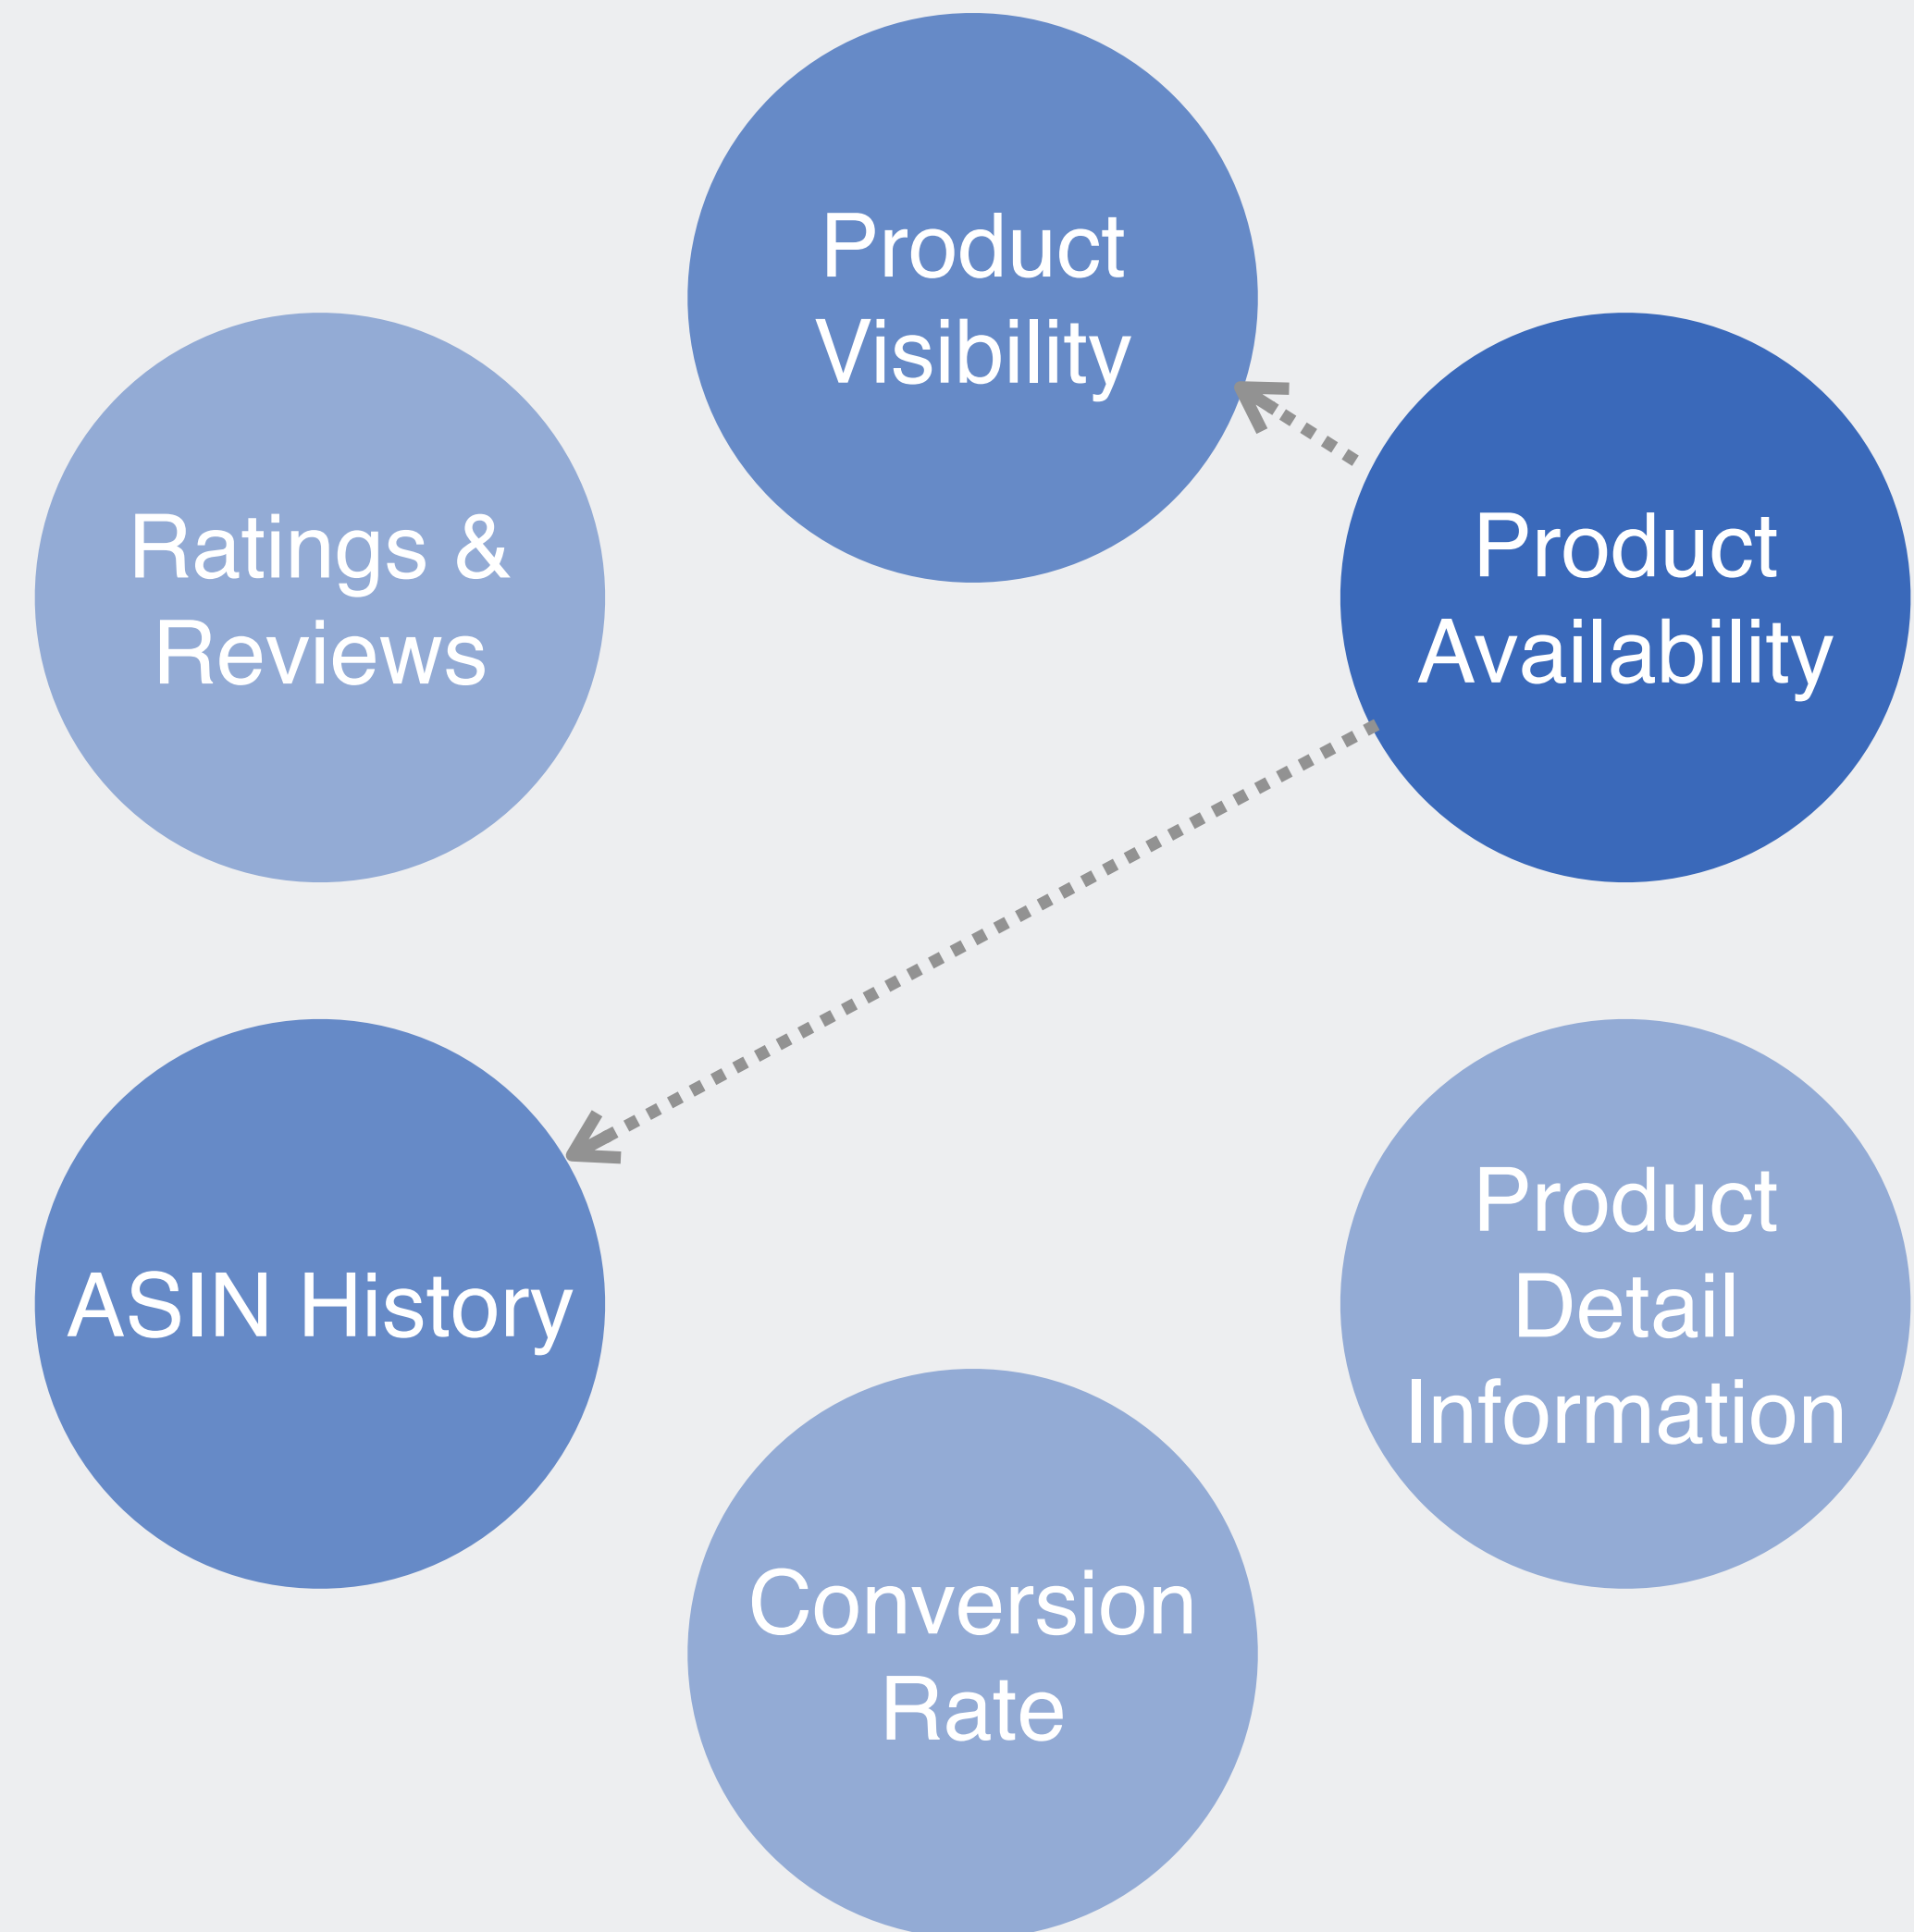 Product
Visibility
Ratings &
Reviews
Product
Availability
ASIN History
Product
Detail
Information
Conversion
Rate